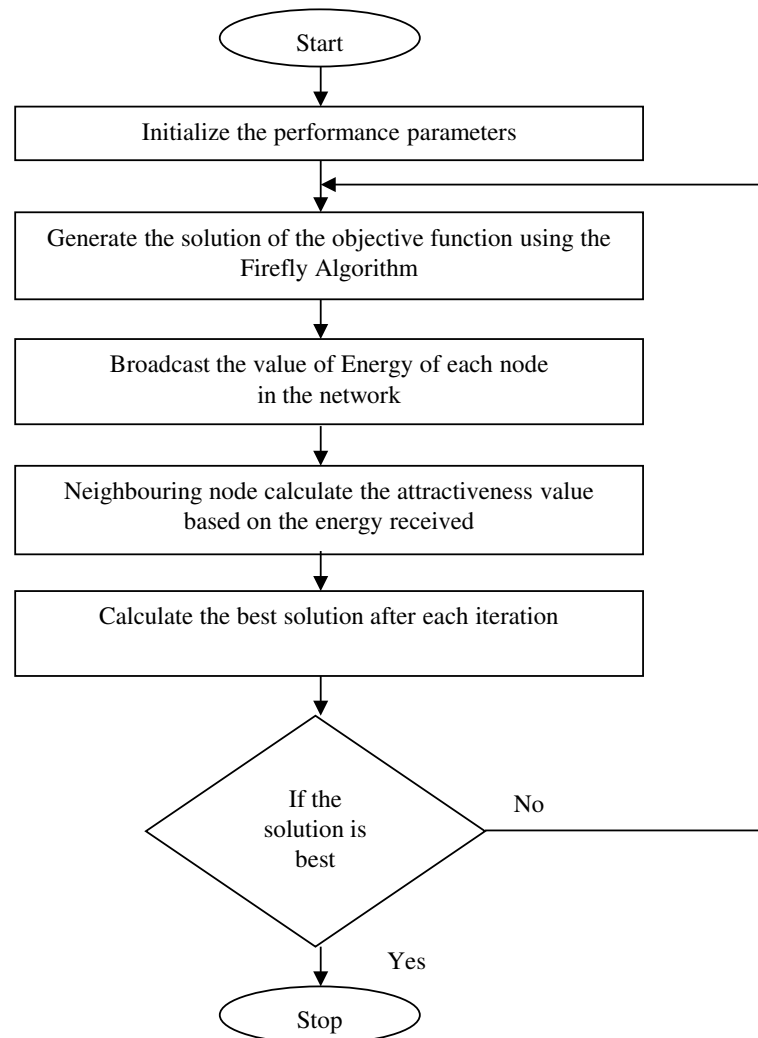 Start
Initialize the performance parameters
Generate the solution of the objective function using the
Firefly Algorithm
Broadcast the value of Energy of each node
in the network
Neighbouring node calculate the attractiveness value
based on the energy received
Calculate the best solution after each iteration
If the
solution is
best
No
Yes
Stop